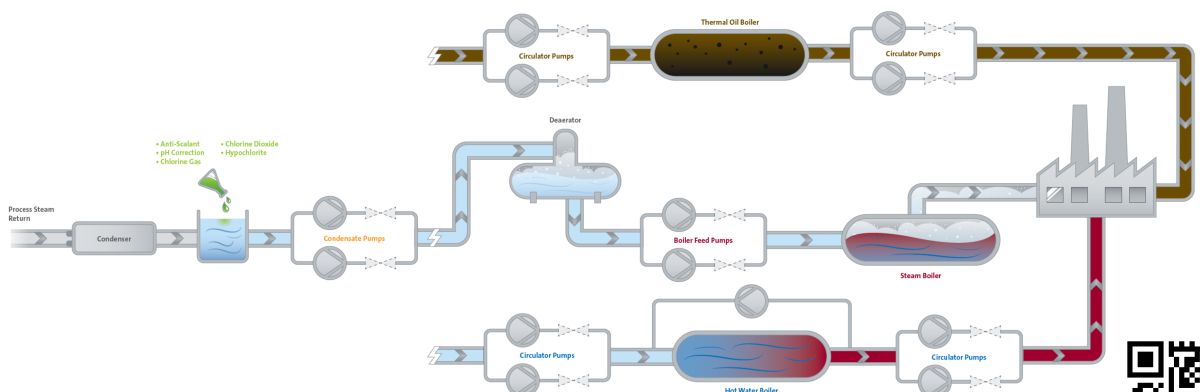 Thermal Oil Boiler
Circulator Pumps
Circulator Pumps
Deaerator
• Anti-Scalant
• pH Correction
• Chlorine Gas
• Chlorine Dioxide
• Hypochlorite
Process Steam
Return
Condenser
Condensate Pumps
Boiler Feed Pumps
Steam Boiler
Circulator Pumps
Circulator Pumps
Hot Water Boiler